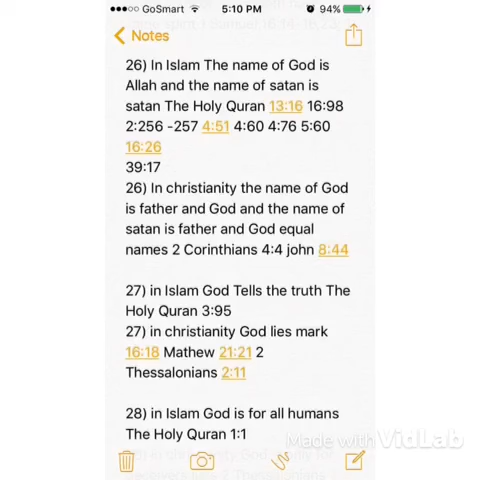 GoSmart 5:10 PM 94%
Notes
26) In Islam The name of God is
Allah and the name of satan is
satan The Holy Quran 13:16 16:98
2:256 -257 4:51 4:60 4:76 5:60
16:26
39:17
26) In christianity the name of God
is father and God and the name of
satan is father and God equal
names 2 Corinthians 4:4 john 8:44
27) in Islam God Tells the truth The
Holy Quran 3:95
27) in christianity God lies mark
16:18 Mathew 21:21 2
Thessalonians 2:11
28) in Islam God is for all humans
The Holy Quran 1:1
Made with VidLab